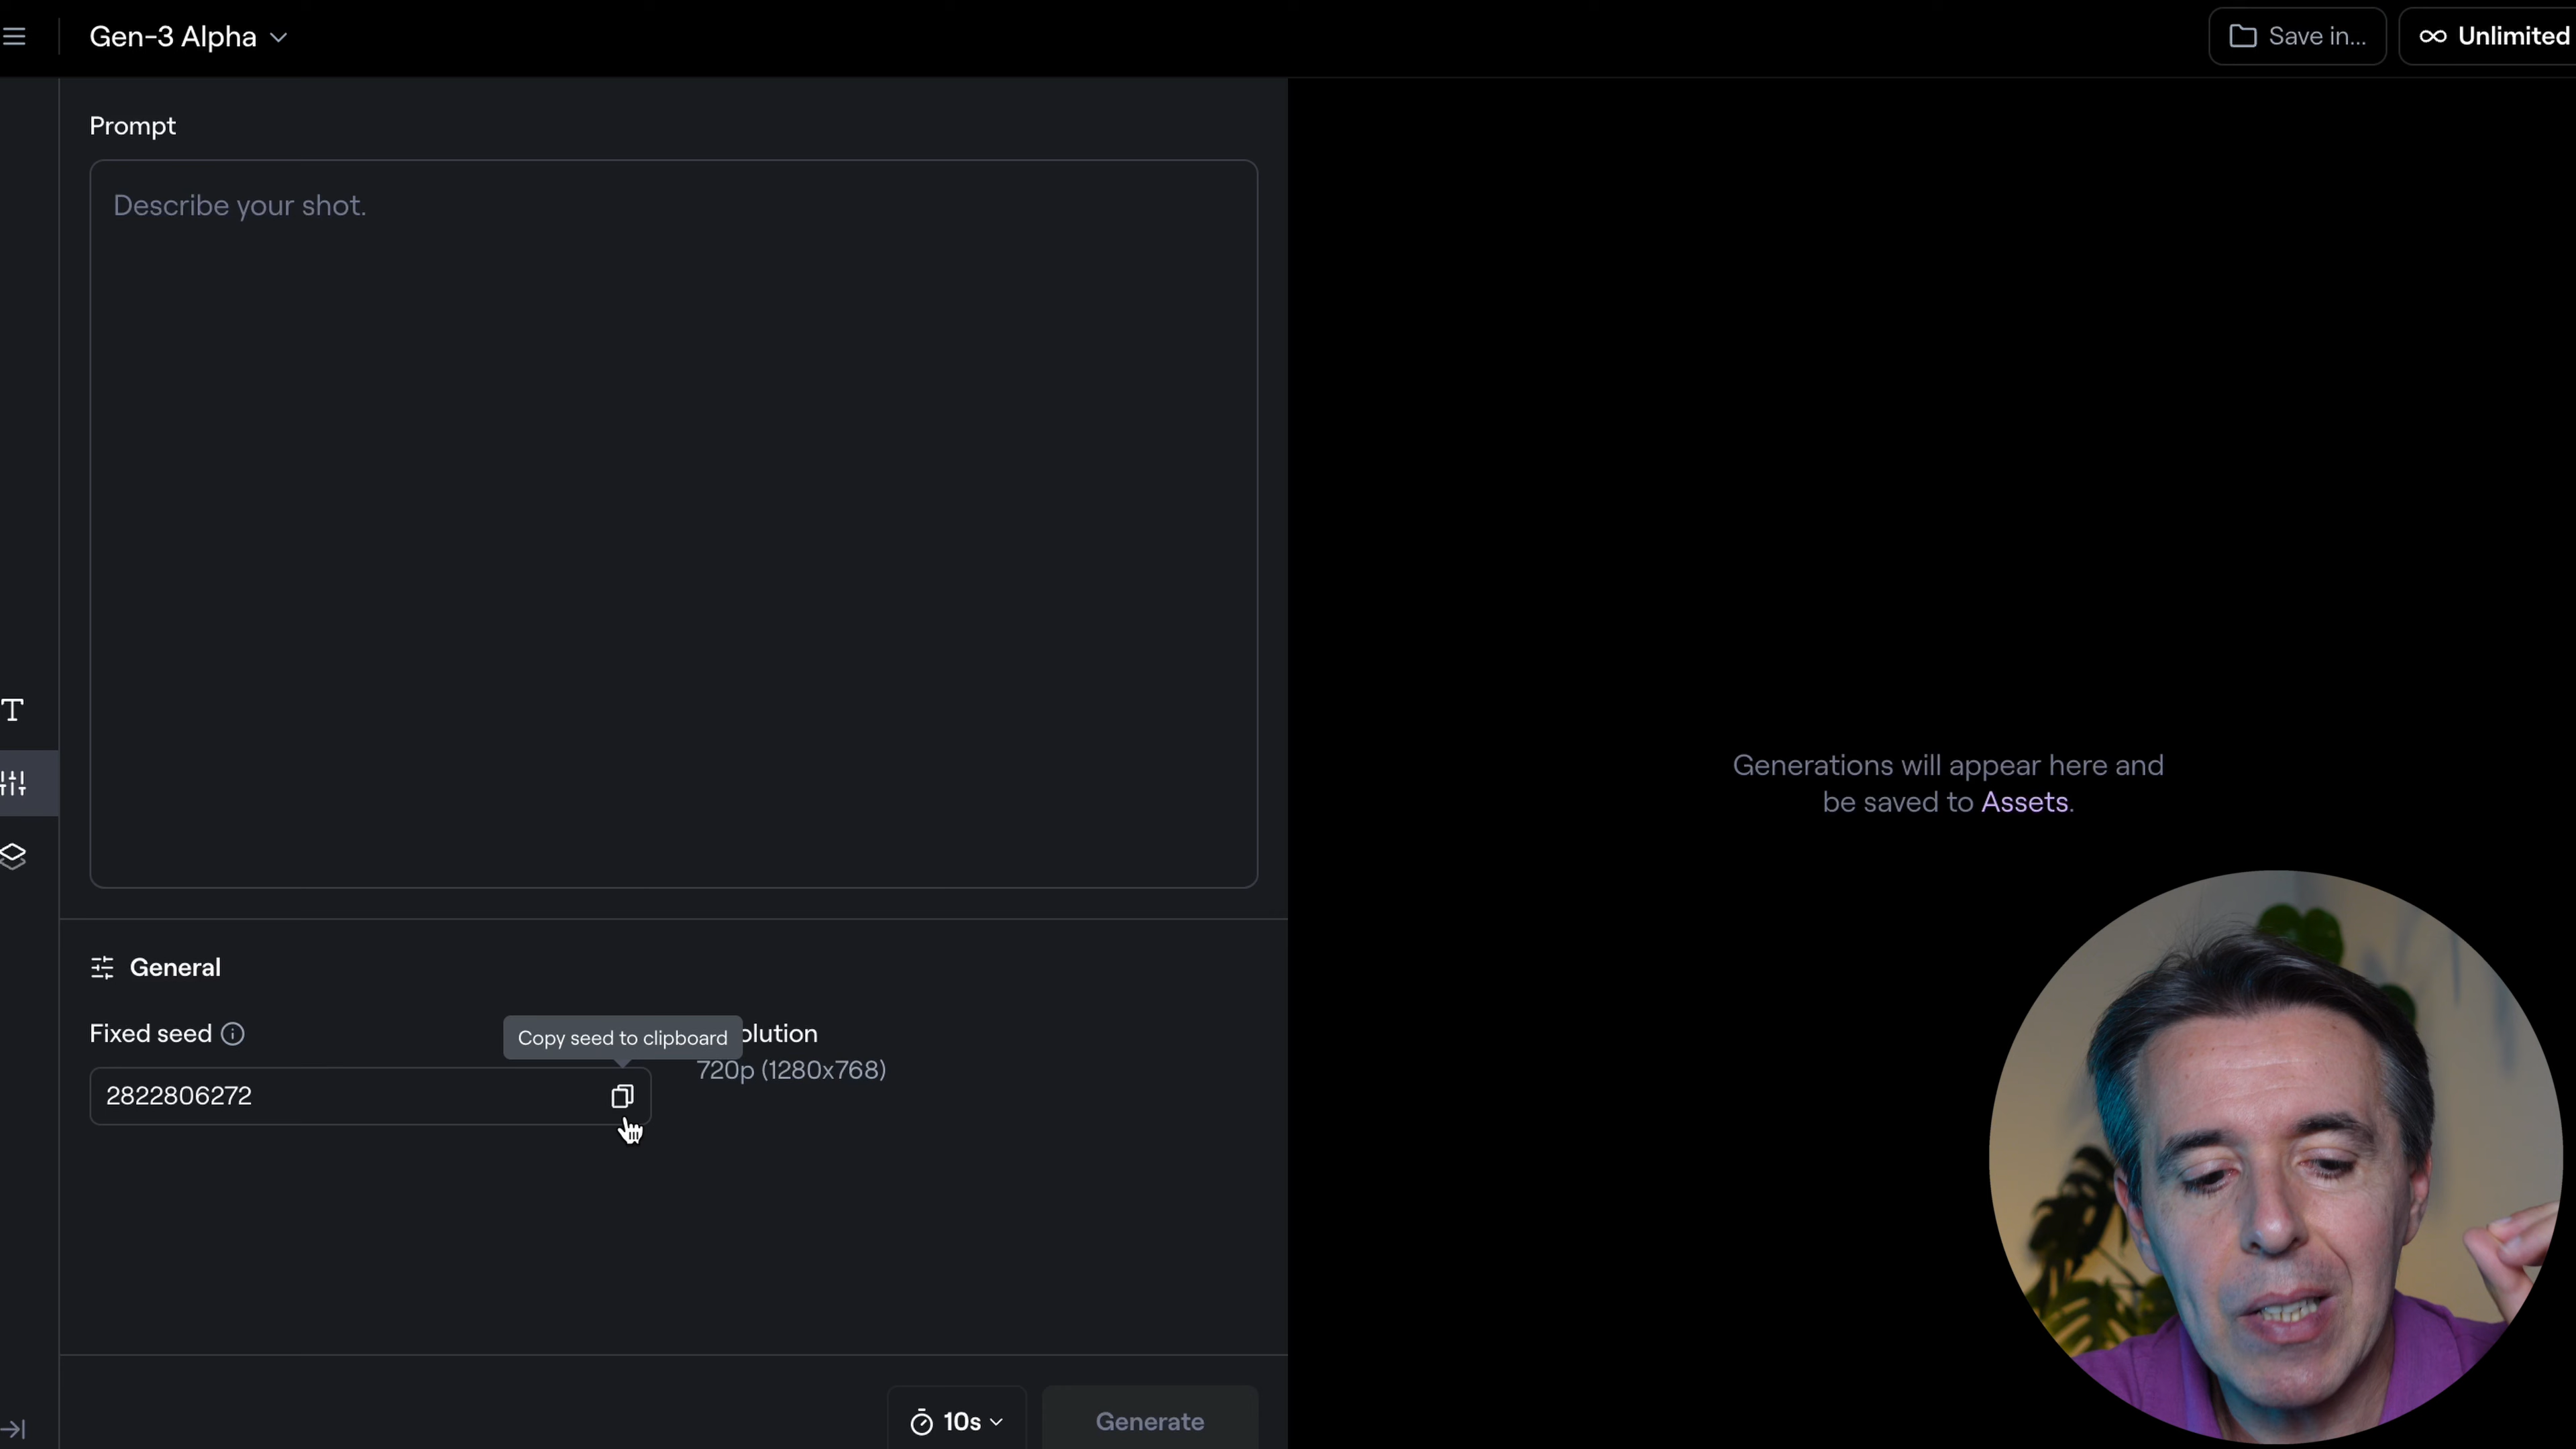 Gen-3 Alpha
Save in...
Unlimited
Prompt
Describe your shot.
Generations will appear here and
be saved to Assets.
General
Fixed seed
Copy seed to clipboard
olution
720p (1280x768)
2822806272
10s
Generate